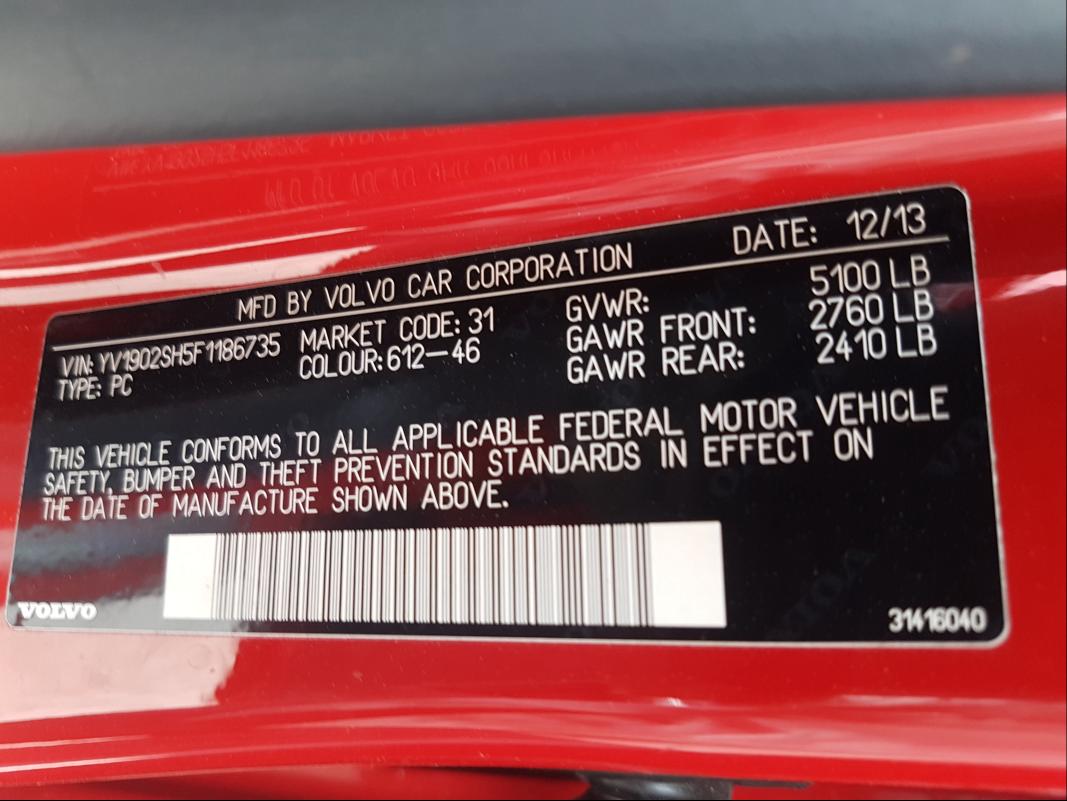 MFD BY VOLVO CAR CORPORATION DATE: 12/13
VIN: YV1902SH5F1186735 MARKET CODE: 31 GVWR: 5100 LB
TYPE: PC COLOUR: 612-46 GAWR FRONT: 2760 LB
GAWR REAR: 2410 LB
THIS VEHICLE CONFORMS TO ALL APPLICABLE FEDERAL MOTOR VEHICLE
SAFETY, BUMPER AND THEFT PREVENTION STANDARDS IN EFFECT ON
THE DATE OF MANUFACTURE SHOWN ABOVE.
VOLVO 31416040